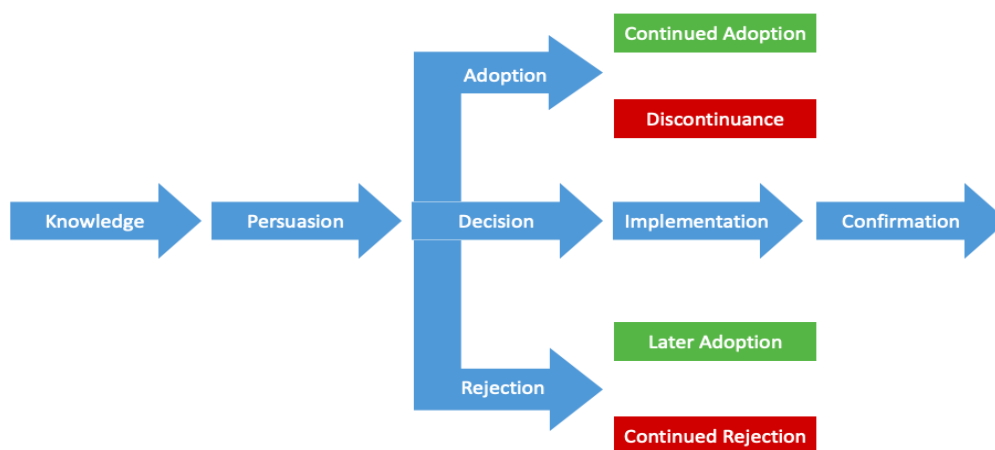 Continued Adoption
Adoption
Discontinuance
Knowledge
Persuasion
Decision
Implementation
Confirmation
Later Adoption
Rejection
Continued Rejection